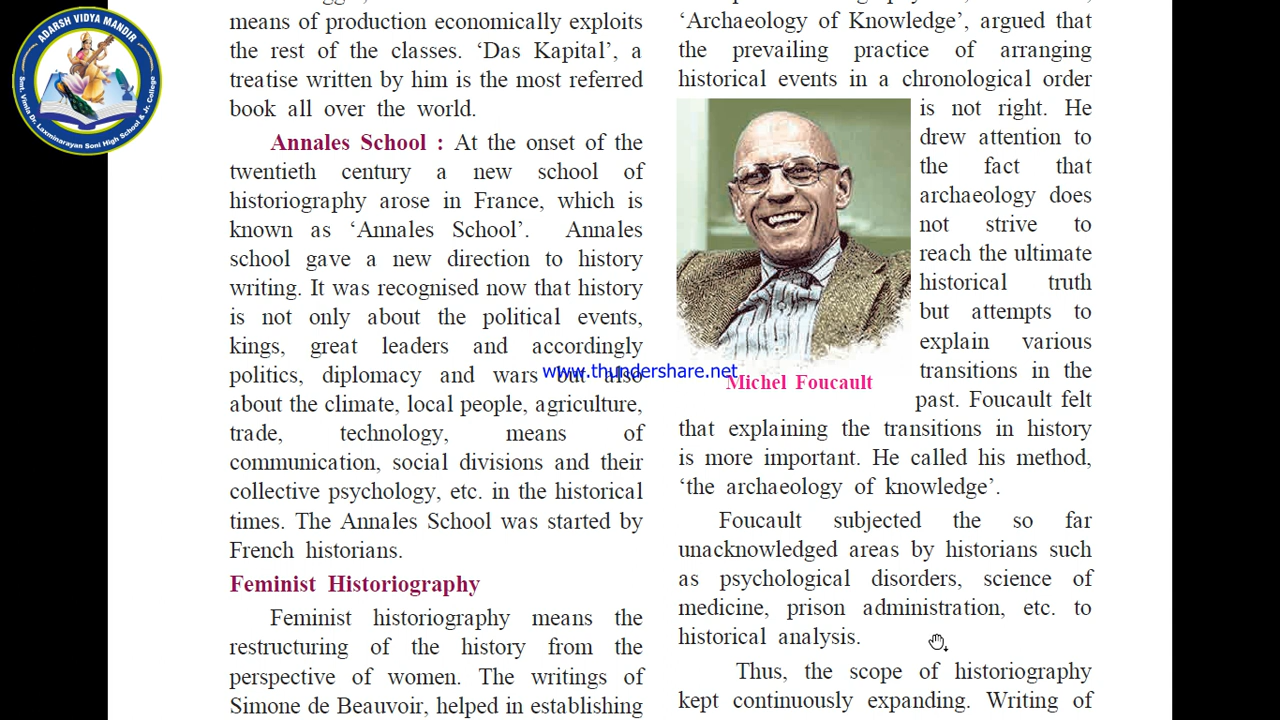 ADARSH VIDYA MANDIR
Smt. Vimla Dr. Laxminarayan Soni High School & Jr. College
means of production economically exploits
the rest of the classes. ‘Das Kapital’, a
treatise written by him is the most referred
book all over the world.
Annales School : At the onset of the
twentieth century a new school of
historiography arose in France, which is
known as ‘Annales School’. Annales
school gave a new direction to history
writing. It was recognised now that history
is not only about the political events,
kings, great leaders and accordingly
politics, diplomacy and wars but also
about the climate, local people, agriculture,
trade, technology, means of
communication, social divisions and their
collective psychology, etc. in the historical
times. The Annales School was started by
French historians.
Feminist Historiography
Feminist historiography means the
restructuring of the history from the
perspective of women. The writings of
Simone de Beauvoir, helped in establishing
‘Archaeology of Knowledge’, argued that
the prevailing practice of arranging
historical events in a chronological order
is not right. He
drew attention to
the fact that
archaeology does
not strive to
reach the ultimate
historical truth
but attempts to
explain various
transitions in the
past. Foucault felt
www.thundershare.net
Michel Foucault
that explaining the transitions in history
is more important. He called his method,
‘the archaeology of knowledge’.
Foucault subjected the so far
unacknowledged areas by historians such
as psychological disorders, science of
medicine, prison administration, etc. to
historical analysis.
Thus, the scope of historiography
kept continuously expanding. Writing of